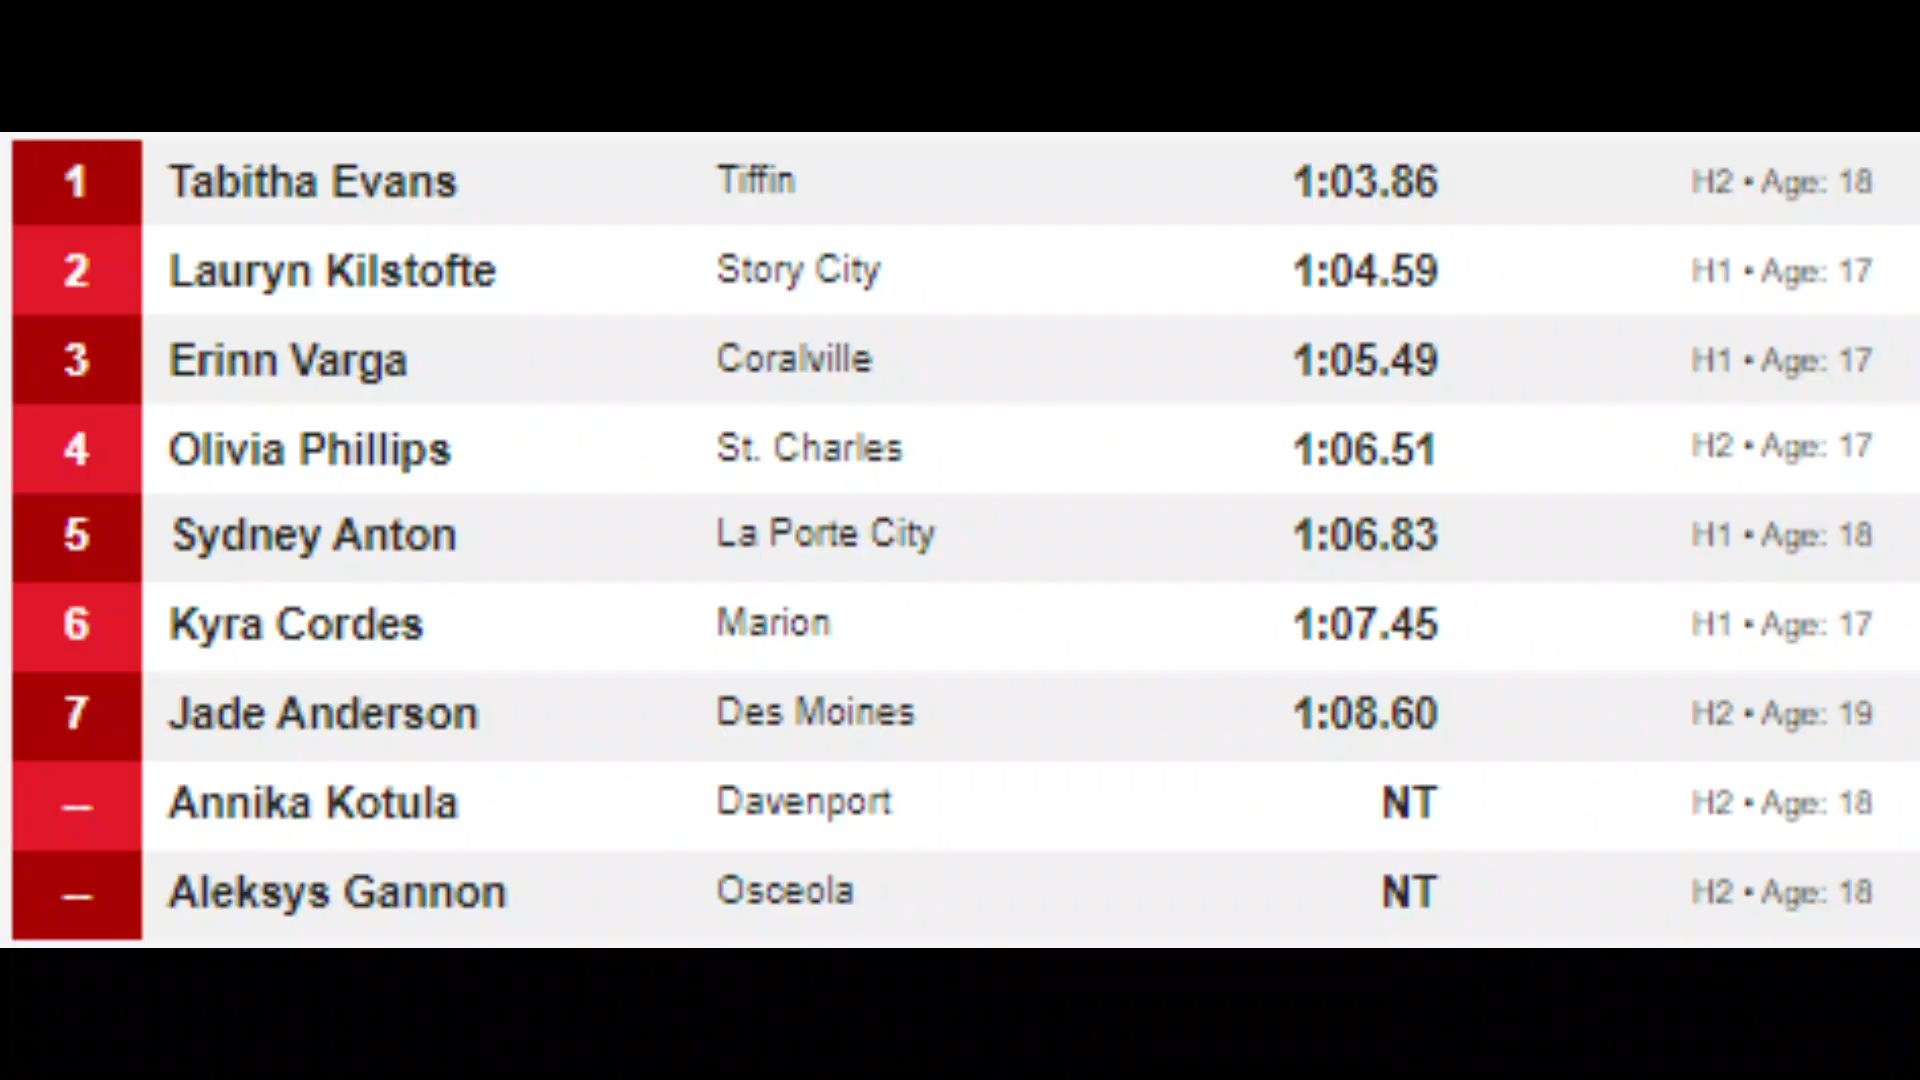 1 Tabitha Evans Tiffin 1:03.86 H2 • Age: 18
2 Lauryn Kilstofte Story City 1:04.59 H1 • Age: 17
3 Erinn Varga Coralville 1:05.49 H1 • Age: 17
4 Olivia Phillips St. Charles 1:06.51 H2 • Age: 17
5 Sydney Anton La Porte City 1:06.83 H1 • Age: 18
6 Kyra Cordes Marion 1:07.45 H1 • Age: 17
7 Jade Anderson Des Moines 1:08.60 H2 • Age: 19
– Annika Kotula Davenport NT H2 • Age: 18
– Aleksys Gannon Osceola NT H2 • Age: 18